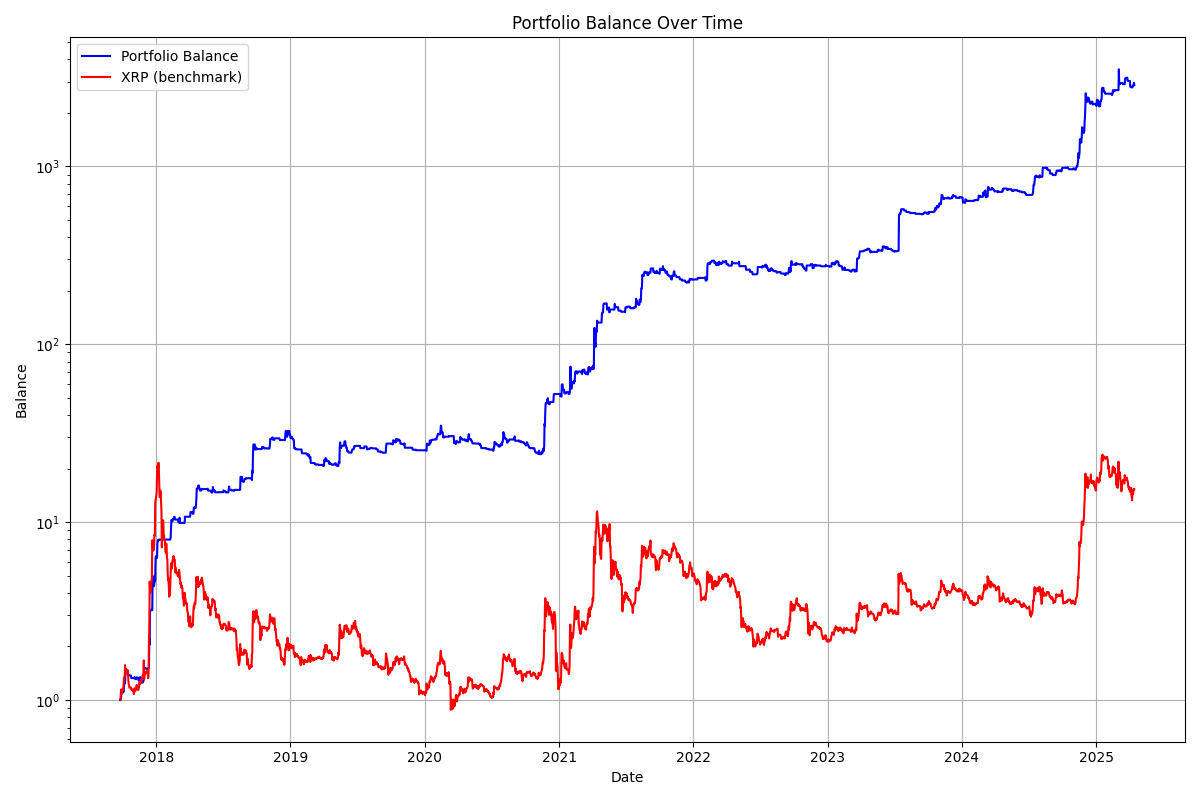 Portfolio Balance Over Time
Portfolio Balance
XRP (benchmark)
Balance
10³
10²
10¹
10⁰
2018 2019 2020 2021 2022 2023 2024 2025
Date